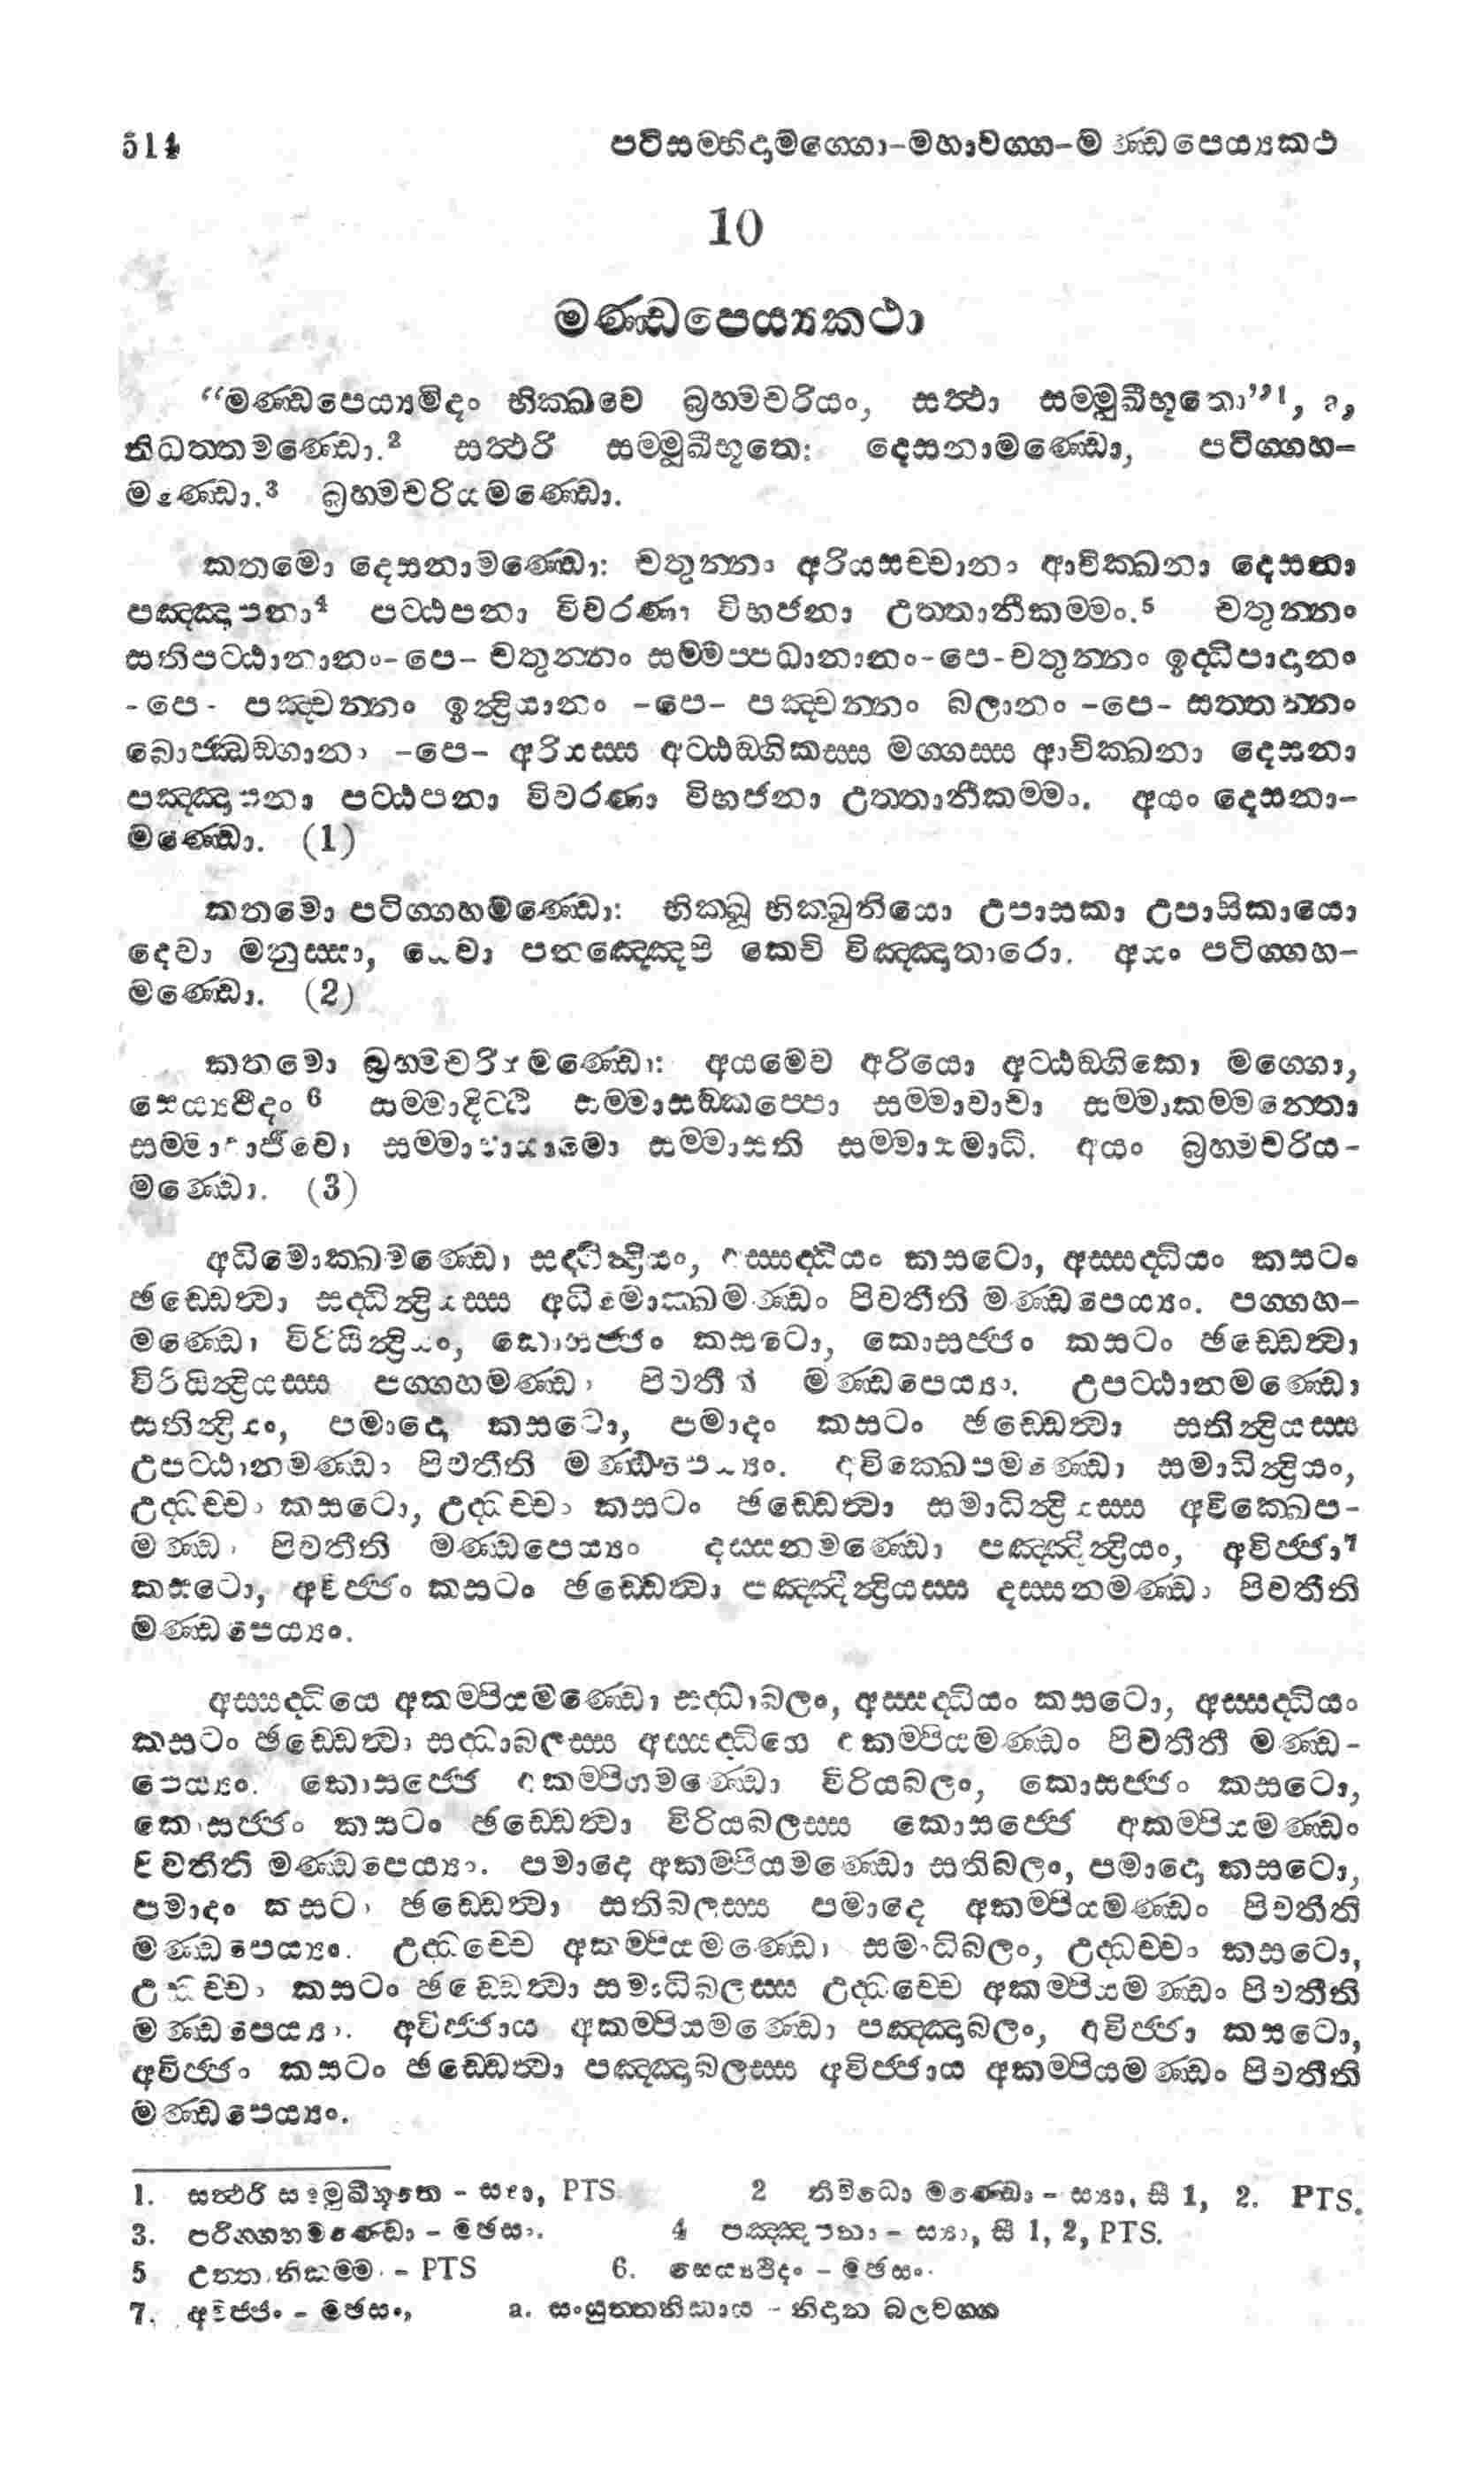 514 පටිසම්භිදාමග්ගො-මහාවග්ග-මණ්ඩපෙය්‍යකථා
10
මණ්ඩපෙය්‍යකථා
“මණ්ඩපෙය්‍යමිදං භික්ඛවෙ බ්‍රහ්මචරියං, සත්ථා සම්මුඛීභූතො”1, a,
තිධත්තමණ්ඩො.2 සත්ථරි සම්මුඛීභූතෙ: දෙසනාමණ්ඩො, පටිග්ගහ-
මණ්ඩො.3 බ්‍රහ්මචරියමණ්ඩො.
කතමො දෙසනාමණ්ඩො: චතුන්නං අරියසච්චානං ආචික්ඛනා දෙසනා
පඤ්ඤාපනා4 පට්ඨපනා විවරණා විභජනා උත්තානීකම්මං.5 චතුන්නං
සතිපට්ඨානානං-පෙ- චතුන්නං සම්මප්පධානානං-පෙ-චතුන්නං ඉද්ධිපාදානං
-පෙ- පඤ්චන්නං ඉන්ද්‍රියානං -පෙ- පඤ්චන්නං බලානං -පෙ- සත්තන්නං
බොජ්ඣඞ්ගානං -පෙ- අරියස්ස අට්ඨඞ්ගිකස්ස මග්ගස්ස ආචික්ඛනා දෙසනා
පඤ්ඤාපනා පට්ඨපනා විවරණා විභජනා උත්තානීකම්මං. අයං දෙසනා-
මණ්ඩො. (1)
කතමො පටිග්ගහමණ්ඩො: භික්ඛූ භික්ඛුනියො උපාසකා උපාසිකායො
දෙවා මනුස්සා, යෙවා පනඤ්ඤෙපි කෙචි විඤ්ඤාතාරො. අයං පටිග්ගහ-
මණ්ඩො. (2)
කතමො බ්‍රහ්මචරියමණ්ඩො: අයමෙව අරියො අට්ඨඞ්ගිකො මග්ගො,
සෙය්‍යථීදං 6 සම්මාදිට්ඨි සම්මාසඞ්කප්පො සම්මාවාචා සම්මාකම්මන්තො
සම්මාආජීවො සම්මාවායාමො සම්මාසති සම්මාසමාධි. අයං බ්‍රහ්මචරිය-
මණ්ඩො. (3)
අධිමොක්ඛමණ්ඩො සද්ධින්ද්‍රියං, අස්සද්ධියං කසටො, අස්සද්ධියං කසටං
ඡඩ්ඩෙත්වා සද්ධින්ද්‍රියස්ස අධිමොක්ඛමණ්ඩං පිවතීති මණ්ඩපෙය්‍යං. පග්ගහ-
මණ්ඩො විරියින්ද්‍රියං, කොසජ්ජං කසටො, කොසජ්ජං කසටං ඡඩ්ඩෙත්වා
විරියින්ද්‍රියස්ස පග්ගහමණ්ඩං පිවතීති මණ්ඩපෙය්‍යං. උපට්ඨානමණ්ඩො
සතින්ද්‍රියං, පමාදො කසටො, පමාදං කසටං ඡඩ්ඩෙත්වා සතින්ද්‍රියස්ස
උපට්ඨානමණ්ඩං පිවතීති මණ්ඩපෙය්‍යං. අවික්ඛෙපමණ්ඩො සමාධින්ද්‍රියං,
උද්ධච්චං කසටො, උද්ධච්චං කසටං ඡඩ්ඩෙත්වා සමාධින්ද්‍රියස්ස අවික්ඛෙප-
මණ්ඩං පිවතීති මණ්ඩපෙය්‍යං දස්සනමණ්ඩො පඤ්ඤින්ද්‍රියං, අවිජ්ජා7
කසටො, අවිජ්ජං කසටං ඡඩ්ඩෙත්වා පඤ්ඤින්ද්‍රියස්ස දස්සනමණ්ඩං පිවතීති
මණ්ඩපෙය්‍යං.
අස්සද්ධියෙ අකම්පියමණ්ඩො සද්ධාබලං, අස්සද්ධියං කසටො, අස්සද්ධියං
කසටං ඡඩ්ඩෙත්වා සද්ධාබලස්ස අස්සද්ධියෙ අකම්පියමණ්ඩං පිවතීති මණ්ඩ-
පෙය්‍යං. කොසජ්ජෙ අකම්පියමණ්ඩො විරියබලං, කොසජ්ජං කසටො,
කොසජ්ජං කසටං ඡඩ්ඩෙත්වා විරියබලස්ස කොසජ්ජෙ අකම්පියමණ්ඩං
පිවතීති මණ්ඩපෙය්‍යං. පමාදෙ අකම්පියමණ්ඩො සතිබලං, පමාදො කසටො,
පමාදං කසටං ඡඩ්ඩෙත්වා සතිබලස්ස පමාදෙ අකම්පියමණ්ඩං පිවතීති
මණ්ඩපෙය්‍යං. උද්ධච්චෙ අකම්පියමණ්ඩො සමාධිබලං, උද්ධච්චං කසටො,
උද්ධච්චං කසටං ඡඩ්ඩෙත්වා සමාධිබලස්ස උද්ධච්චෙ අකම්පියමණ්ඩං පිවතීති
මණ්ඩපෙය්‍යං. අවිජ්ජාය අකම්පියමණ්ඩො පඤ්ඤාබලං, අවිජ්ජා කසටො,
අවිජ්ජං කසටං ඡඩ්ඩෙත්වා පඤ්ඤාබලස්ස අවිජ්ජාය අකම්පියමණ්ඩං පිවතීති
මණ්ඩපෙය්‍යං.
1. සත්ථරි සම්මුඛීභූතෙ - ස්‍යා, PTS. 2 තිවිධො මණ්ඩො - ස්‍යා, සී 1, 2. PTS.
3. පරිග්ගහමණ්ඩො - මඡසං. 4 පඤ්ඤපනා - ස්‍යා, සී 1, 2, PTS.
5 උත්තානිකම්මං - PTS 6. සෙය්‍යථිදං - මඡසං.
7. අවිජ්ජං - මඡසං, a. සංයුත්තනිකාය - නිදාන බලවග්ග